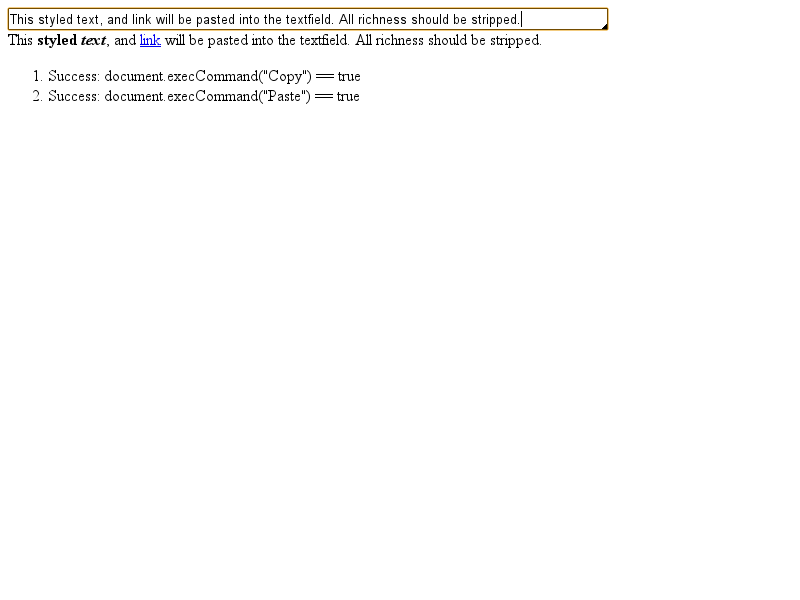 This styled text, and link will be pasted into the textfield. All richness should be stripped.
This styled text, and link will be pasted into the textfield. All richness should be stripped.
1. Success: document.execCommand("Copy") == true
2. Success: document.execCommand("Paste") == true